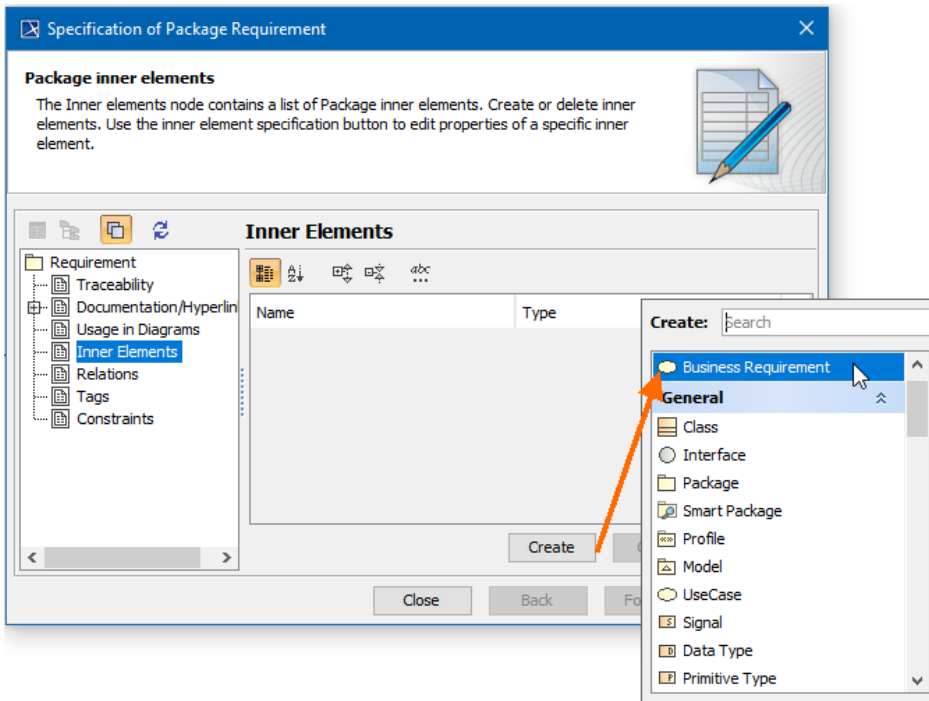 Specification of Package Requirement
Package inner elements
The Inner elements node contains a list of Package inner elements. Create or delete inner
elements. Use the inner element specification button to edit properties of a specific inner
element.
Inner Elements
Requirement
Traceability
Documentation/Hyperlin
Usage in Diagrams
Inner Elements
Relations
Tags
Constraints
abc
Name Type
Create
Close Back Fo
Create: Search
Business Requirement
General
Class
Interface
Package
Smart Package
Profile
Model
UseCase
Signal
Data Type
Primitive Type